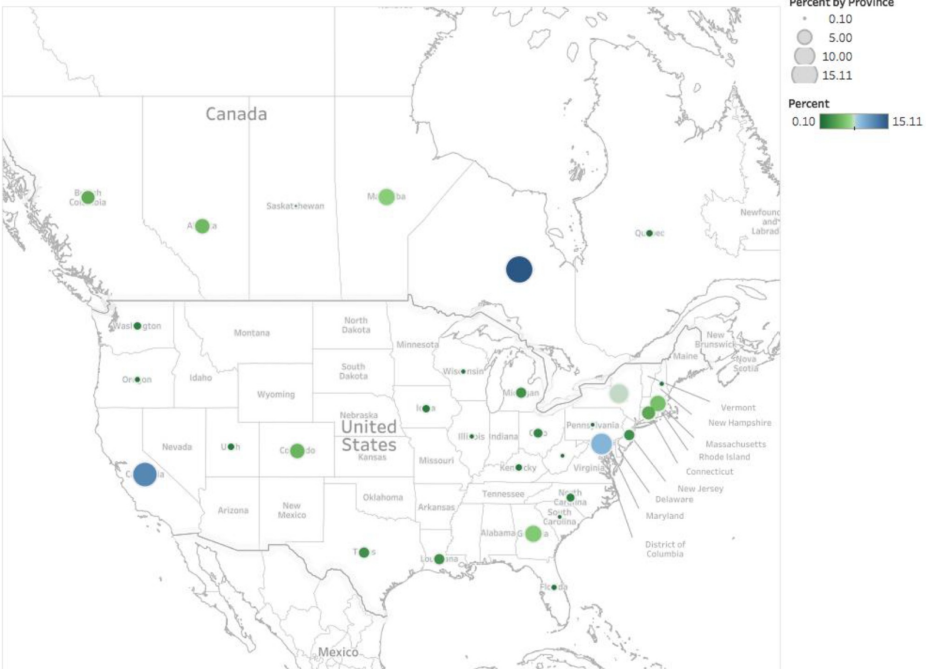 Percent by Province
0.10
5.00
10.00
15.11
Percent
0.10 15.11
Canada
Saskatchewan
Newfound
and
Labrad
Washington
Montana
North
Dakota
Minnesota
New
Brunswick
Maine
Nova
Scotia
Oregon
Idaho
South
Dakota
Wisconsin
Michigan
Wyoming
Nebraska
Iowa
Vermont
New Hampshire
United
States
Nevada
Utah
Kansas
Missouri
Illinois
Indiana
Pennsylvania
Massachusetts
Rhode Island
Connecticut
Kentucky
Virginia
New Jersey
Delaware
Maryland
Arizona
New
Mexico
Oklahoma
Arkansas
Tennessee
North
Carolina
South
Carolina
Alabama
District of
Columbia
Mexico